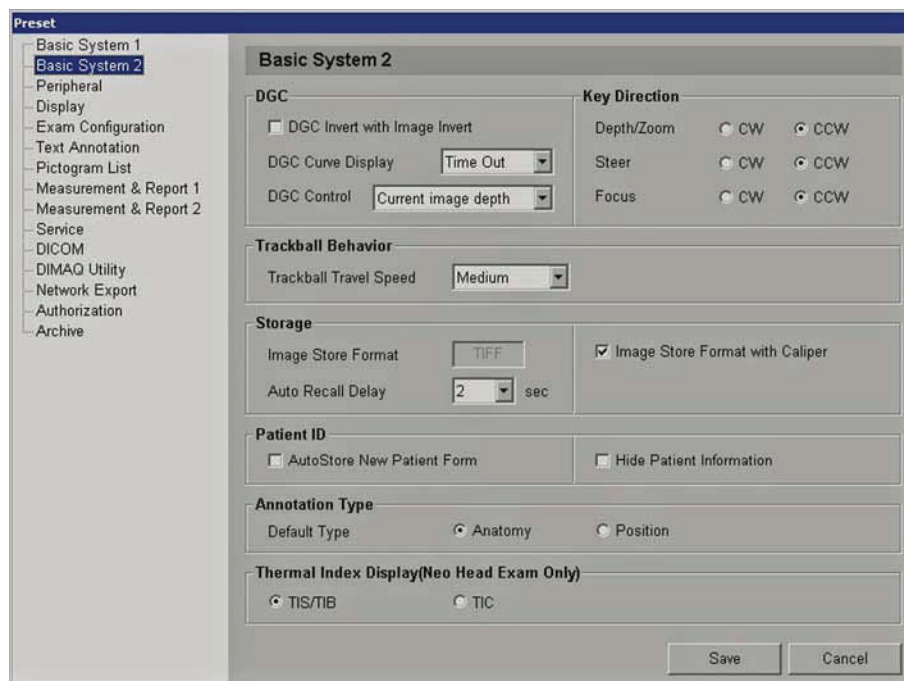 Preset
Basic System 1
Basic System 2
Peripheral
Display
Exam Configuration
Text Annotation
Pictogram List
Measurement & Report 1
Measurement & Report 2
Service
DICOM
DIMAQ Utility
Network Export
Authorization
Archive
Basic System 2
DGC
DGC Invert with Image Invert
DGC Curve Display Time Out
DGC Control Current image depth
Key Direction
Depth/Zoom CW CCW
Steer CW CCW
Focus CW CCW
Trackball Behavior
Trackball Travel Speed Medium
Storage
Image Store Format TIFF
Auto Recall Delay 2 sec
Image Store Format with Caliper
Patient ID
AutoStore New Patient Form
Hide Patient Information
Annotation Type
Default Type Anatomy Position
Thermal Index Display(Neo Head Exam Only)
TIS/TIB TIC
Save Cancel